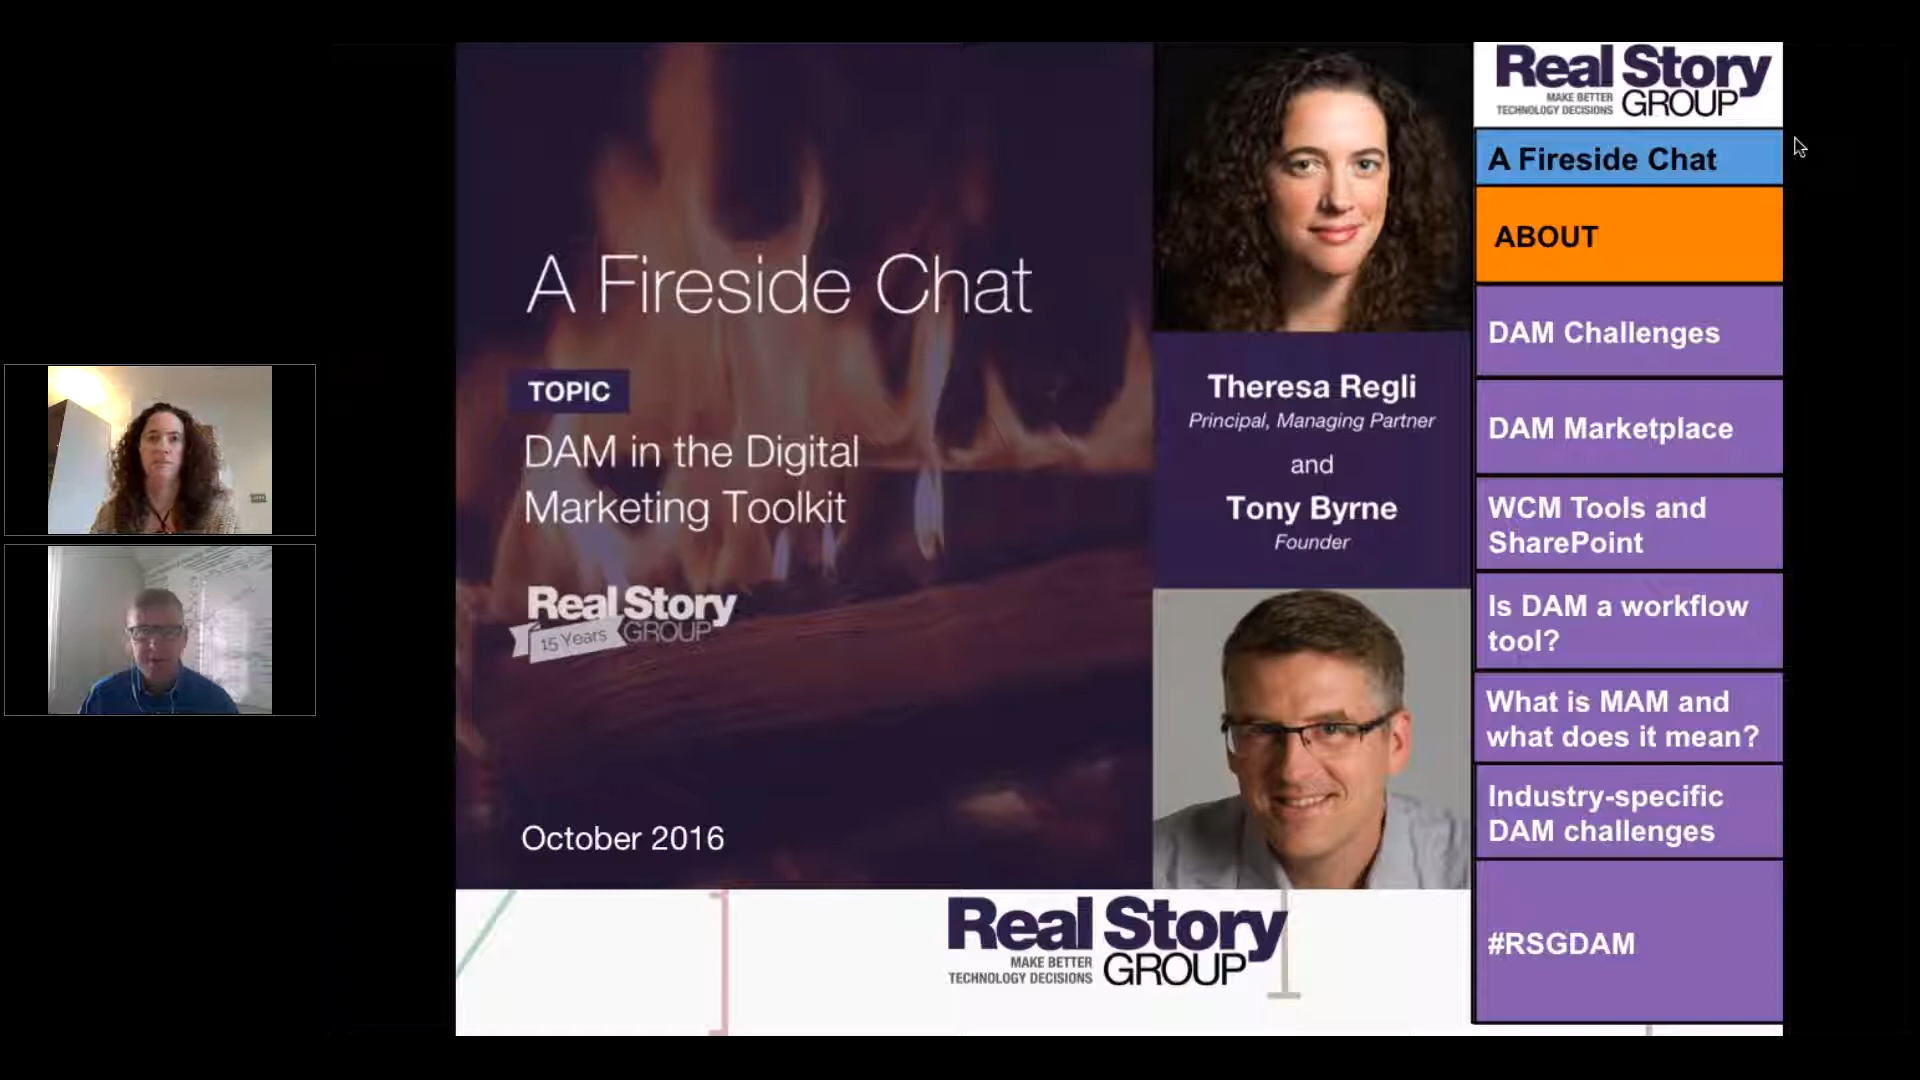 A Fireside Chat
TOPIC
DAM in the Digital
Marketing Toolkit
Real Story
15 Years GROUP
October 2016
Theresa Regli
Principal, Managing Partner
and
Tony Byrne
Founder
Real Story
MAKE BETTER
TECHNOLOGY DECISIONS GROUP
Real Story
MAKE BETTER
TECHNOLOGY DECISIONS GROUP
A Fireside Chat
ABOUT
DAM Challenges
DAM Marketplace
WCM Tools and
SharePoint
Is DAM a workflow
tool?
What is MAM and
what does it mean?
Industry-specific
DAM challenges
#RSGDAM